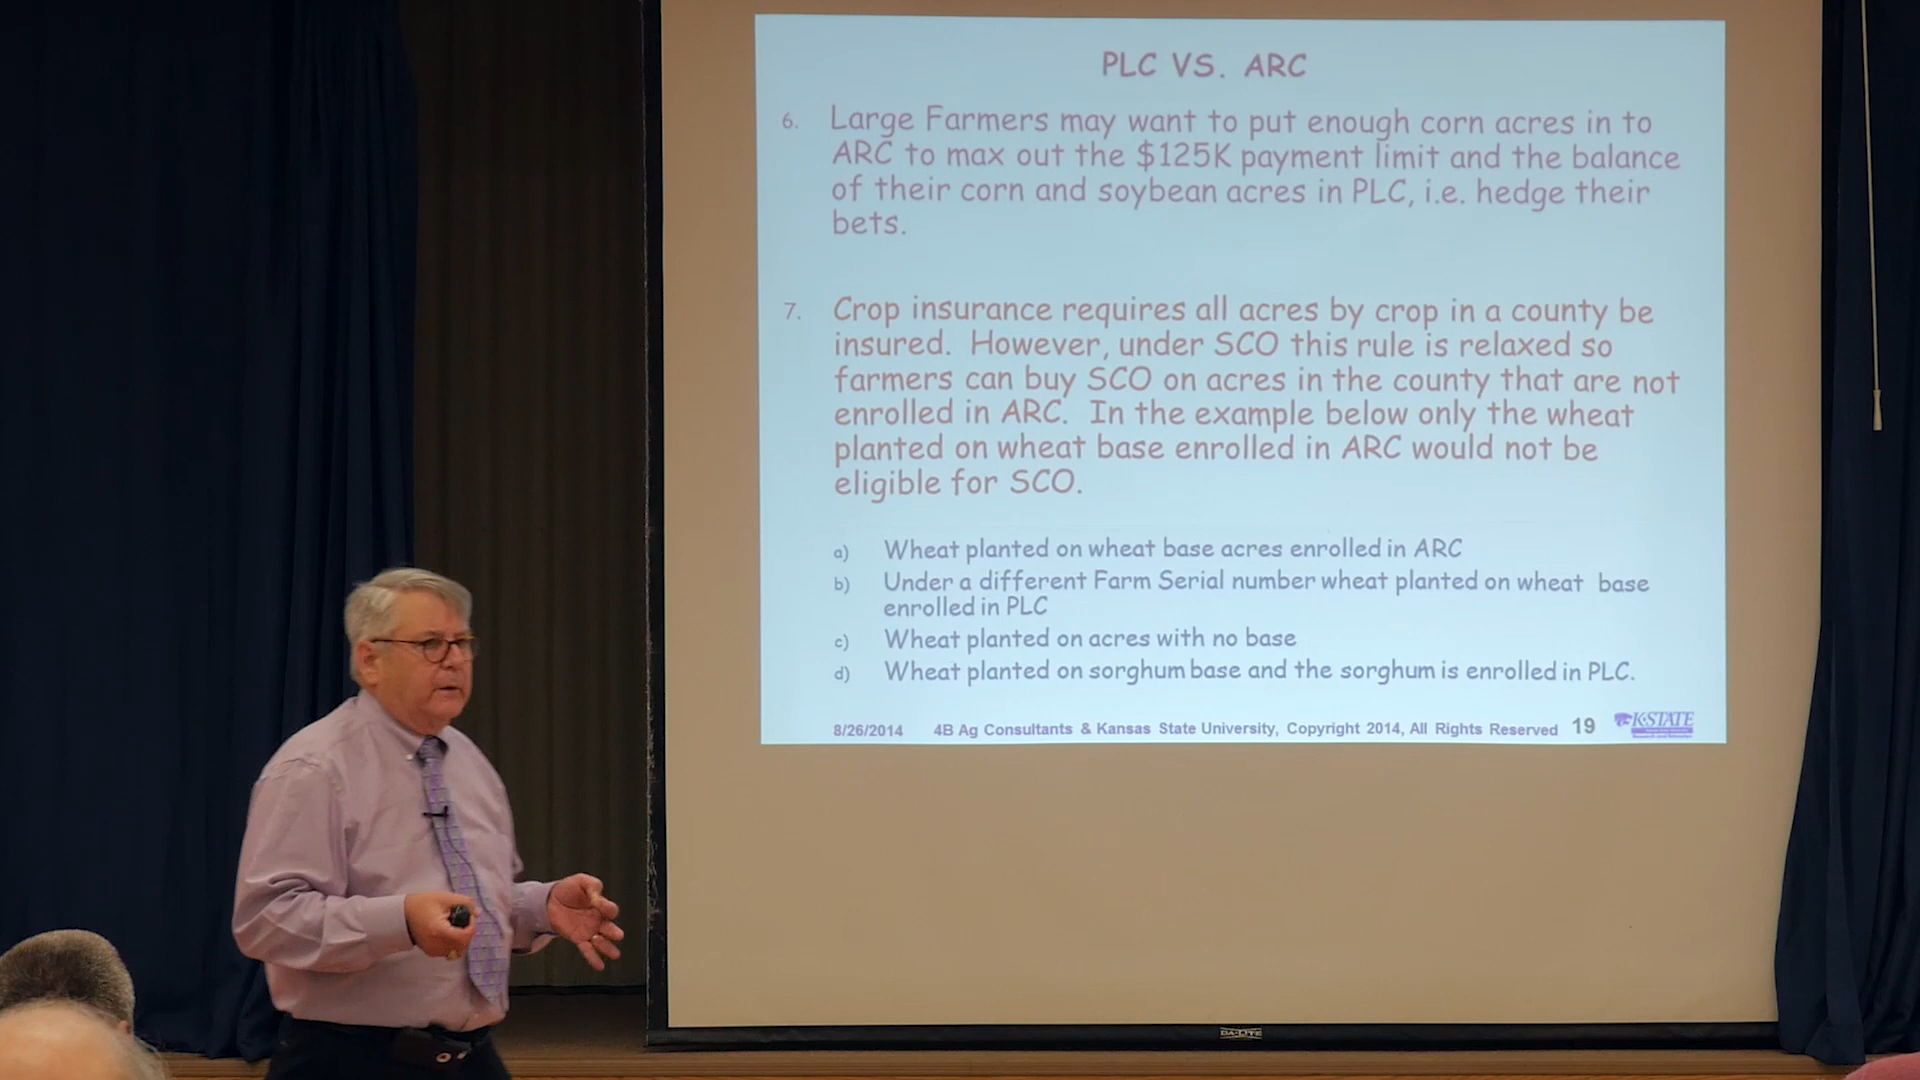 PLC VS. ARC
6. Large Farmers may want to put enough corn acres in to
ARC to max out the $125K payment limit and the balance
of their corn and soybean acres in PLC, i.e. hedge their
bets.
7. Crop insurance requires all acres by crop in a county be
insured. However, under SCO this rule is relaxed so
farmers can buy SCO on acres in the county that are not
enrolled in ARC. In the example below only the wheat
planted on wheat base enrolled in ARC would not be
eligible for SCO.
a) Wheat planted on wheat base acres enrolled in ARC
b) Under a different Farm Serial number wheat planted on wheat base
enrolled in PLC
c) Wheat planted on acres with no base
d) Wheat planted on sorghum base and the sorghum is enrolled in PLC.
8/26/2014 4B Ag Consultants & Kansas State University, Copyright 2014, All Rights Reserved 19 K-STATE
DA-LITE